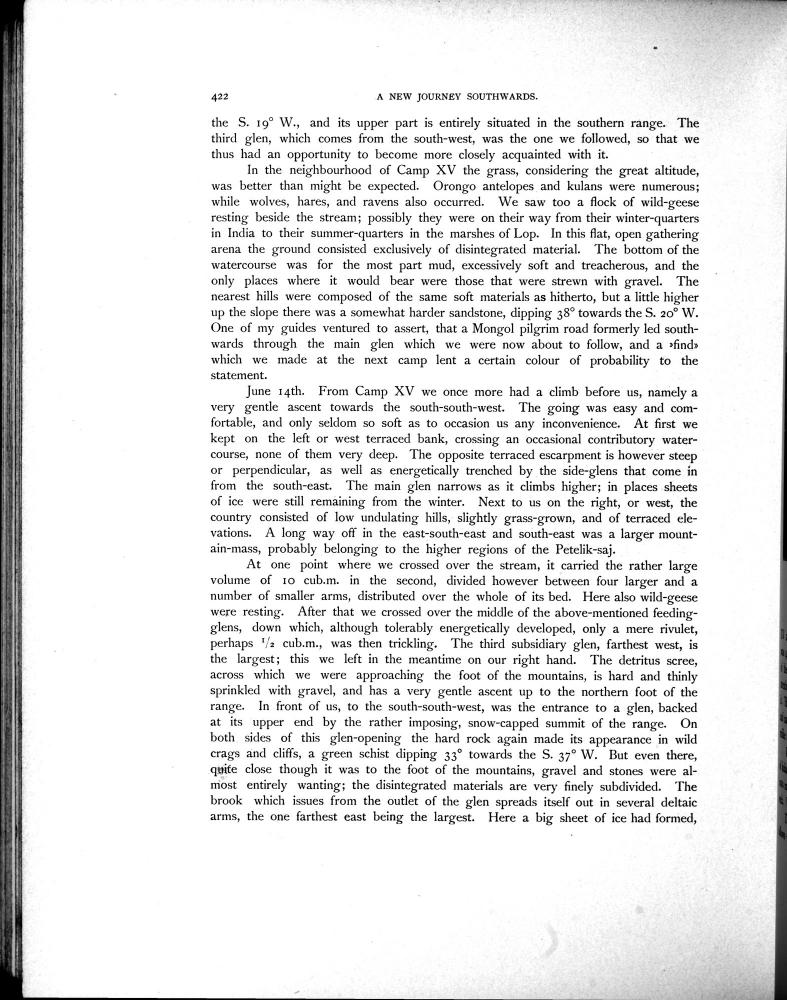 422 A NEW JOURNEY SOUTHWARDS.
the S. 19° W., and its upper part is entirely situated in the southern range. The
third glen, which comes from the south-west, was the one we followed, so that we
thus had an opportunity to become more closely acquainted with it.
In the neighbourhood of Camp XV the grass, considering the great altitude,
was better than might be expected. Orongo antelopes and kulans were numerous;
while wolves, hares, and ravens also occurred. We saw too a flock of wild-geese
resting beside the stream; possibly they were on their way from their winter-quarters
in India to their summer-quarters in the marshes of Lop. In this flat, open gathering
arena the ground consisted exclusively of disintegrated material. The bottom of the
watercourse was for the most part mud, excessively soft and treacherous, and the
only places where it would bear were those that were strewn with gravel. The
nearest hills were composed of the same soft materials as hitherto, but a little higher
up the slope there was a somewhat harder sandstone, dipping 38° towards the S. 20° W.
One of my guides ventured to assert, that a Mongol pilgrim road formerly led south-
wards through the main glen which we were now about to follow, and a »find»
which we made at the next camp lent a certain colour of probability to the
statement.
June 14th. From Camp XV we once more had a climb before us, namely a
very gentle ascent towards the south-south-west. The going was easy and com-
fortable, and only seldom so soft as to occasion us any inconvenience. At first we
kept on the left or west terraced bank, crossing an occasional contributory water-
course, none of them very deep. The opposite terraced escarpment is however steep
or perpendicular, as well as energetically trenched by the side-glens that come in
from the south-east. The main glen narrows as it climbs higher; in places sheets
of ice were still remaining from the winter. Next to us on the right, or west, the
country consisted of low undulating hills, slightly grass-grown, and of terraced ele-
vations. A long way off in the east-south-east and south-east was a larger mount-
ain-mass, probably belonging to the higher regions of the Petelik-saj.
At one point where we crossed over the stream, it carried the rather large
volume of 10 cub.m. in the second, divided however between four larger and a
number of smaller arms, distributed over the whole of its bed. Here also wild-geese
were resting. After that we crossed over the middle of the above-mentioned feeding-
glens, down which, although tolerably energetically developed, only a mere rivulet,
perhaps 1/2 cub.m., was then trickling. The third subsidiary glen, farthest west, is
the largest; this we left in the meantime on our right hand. The detritus scree,
across which we were approaching the foot of the mountains, is hard and thinly
sprinkled with gravel, and has a very gentle ascent up to the northern foot of the
range. In front of us, to the south-south-west, was the entrance to a glen, backed
at its upper end by the rather imposing, snow-capped summit of the range. On
both sides of this glen-opening the hard rock again made its appearance in wild
crags and cliffs, a green schist dipping 33° towards the S. 37° W. But even there,
quite close though it was to the foot of the mountains, gravel and stones were al-
most entirely wanting; the disintegrated materials are very finely subdivided. The
brook which issues from the outlet of the glen spreads itself out in several deltaic
arms, the one farthest east being the largest. Here a big sheet of ice had formed,